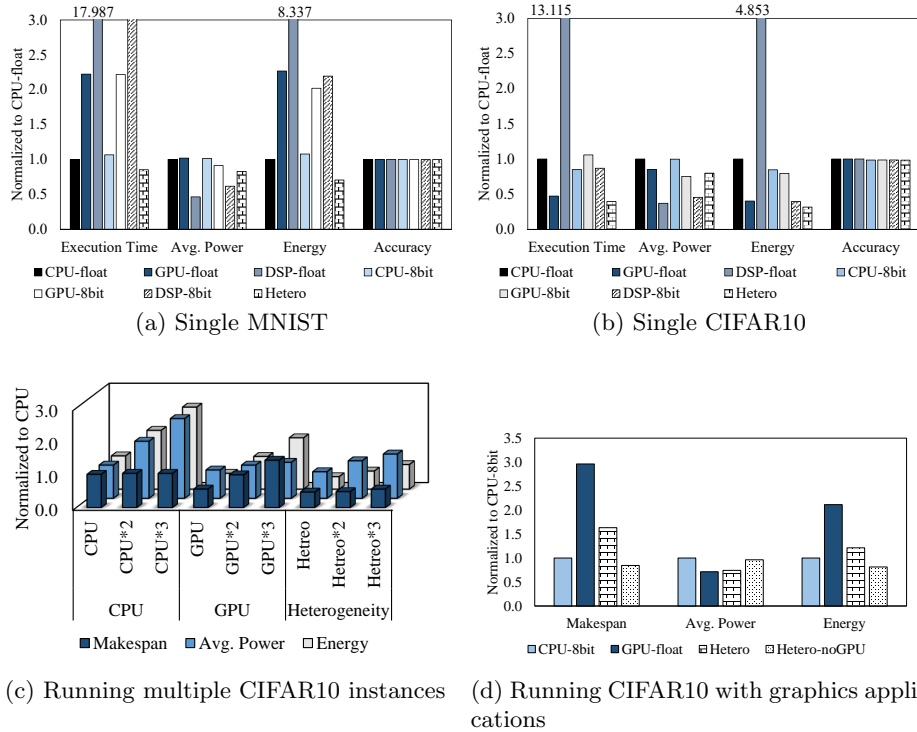 17.987
8.337
Normalized to CPU-float
3.0
2.5
2.0
1.5
1.0
0.5
0.0
Execution Time Avg. Power Energy Accuracy
CPU-float GPU-float DSP-float CPU-8bit
GPU-8bit DSP-8bit Hetero
(a) Single MNIST
13.115
4.853
Normalized to CPU-float
3.0
2.5
2.0
1.5
1.0
0.5
0.0
Execution Time Avg. Power Energy Accuracy
CPU-float GPU-float DSP-float CPU-8bit
GPU-8bit DSP-8bit Hetero
(b) Single CIFAR10
Normalized to CPU
3.0
2.0
1.0
0.0
CPU
CPU*2
CPU*3
GPU
GPU*2
GPU*3
Hetreo
Hetreo*2
Hetreo*3
CPU GPU Heterogeneity
Makespan Avg. Power Energy
(c) Running multiple CIFAR10 instances
Normalized to CPU-8bit
3.5
3.0
2.5
2.0
1.5
1.0
0.5
0.0
Makespan Avg. Power Energy
CPU-8bit GPU-float Hetero Hetero-noGPU
(d) Running CIFAR10 with graphics appli
cations